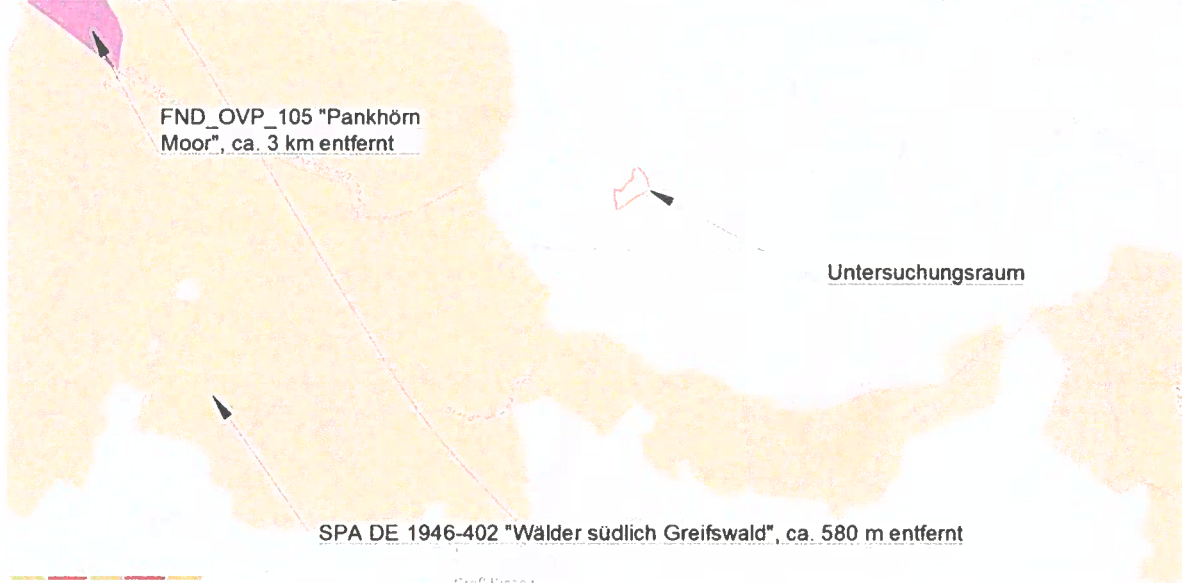 FND_OVP_105 "Pankhörn
Moor", ca. 3 km entfernt
Untersuchungsraum
SPA DE 1946-402 "Wälder südlich Greifswald", ca. 580 m entfernt